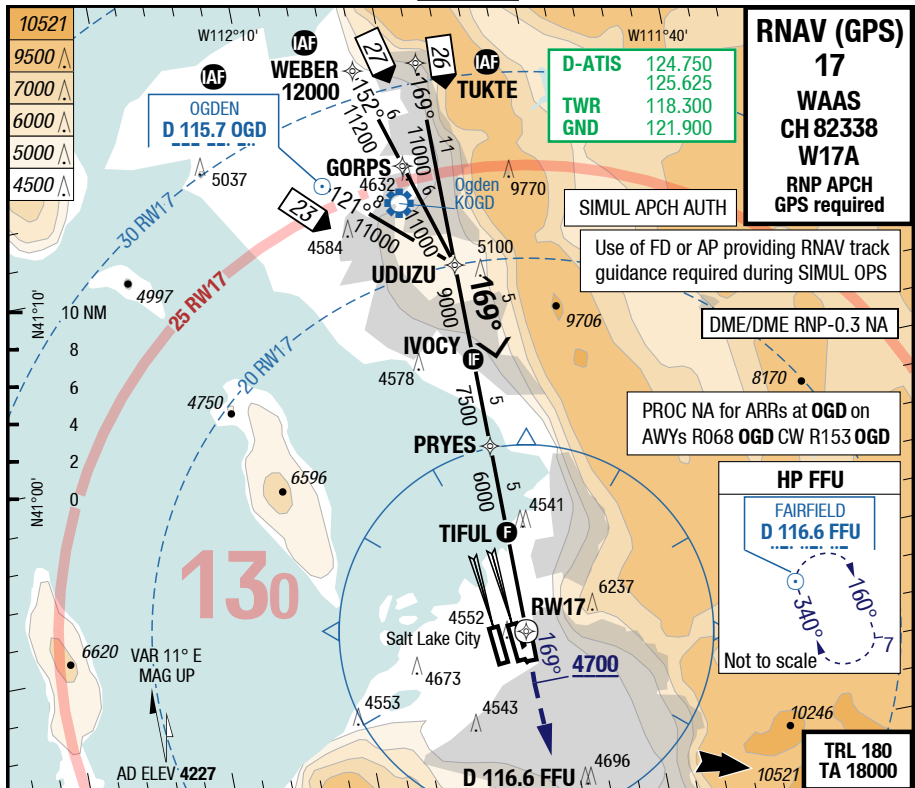 10521
9500
7000
6000
5000
4500
W112°10'
W111°40'
RNAV (GPS)
17
WAAS
CH 82338
W17A
RNP APCH
GPS required
D-ATIS 124.750
125.625
TWR 118.300
GND 121.900
IAF
IAF
IAF
WEBER
12000
27
26
TUKTE
OGDEN
D 115.7 OGD
152°
6
11200
169°
11
11000
GORPS
5037
4632
9770
Ogden
KOGD
121°
8
11000
6
11000
23
4584
SIMUL APCH AUTH
Use of FD or AP providing RNAV track
guidance required during SIMUL OPS
DME/DME RNP-0.3 NA
30 RW17
25 RW17
20 RW17
UDUZU
5100
9000
5
169°
4997
9706
N41°10'
10 NM
8
6
4
2
0
N41°00'
IVOCY
IF
4578
7500
5
8170
4750
PROC NA for ARRs at OGD on
AWYs R068 OGD CW R153 OGD
PRYES
6596
6000
5
4541
HP FFU
FAIRFIELD
D 116.6 FFU
340°
160°
7
Not to scale
TIFUL
F
130
RW17
6237
4552
Salt Lake City
169°
4700
6620
VAR 11° E
MAG UP
4673
4553
4543
10246
AD ELEV 4227
D 116.6 FFU
4696
10521
TRL 180
TA 18000